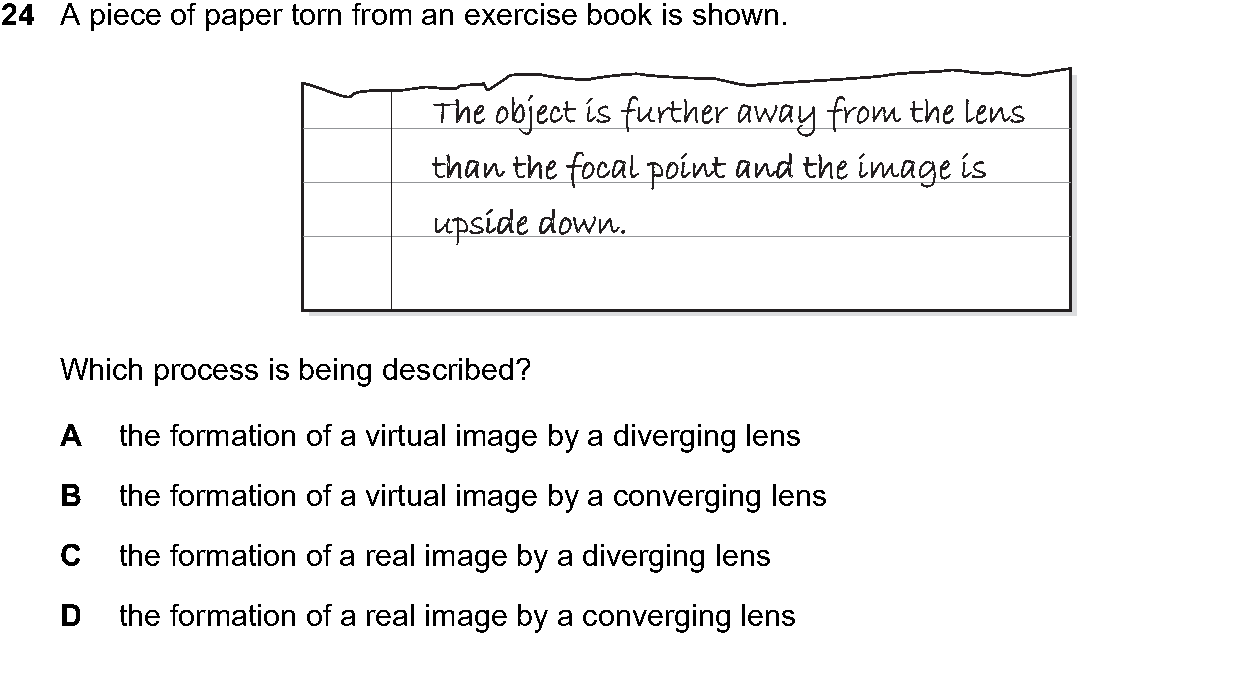 24 A piece of paper torn from an exercise book is shown.
The object is further away from the lens
than the focal point and the image is
upside down.
Which process is being described?
A the formation of a virtual image by a diverging lens
B the formation of a virtual image by a converging lens
C the formation of a real image by a diverging lens
D the formation of a real image by a converging lens